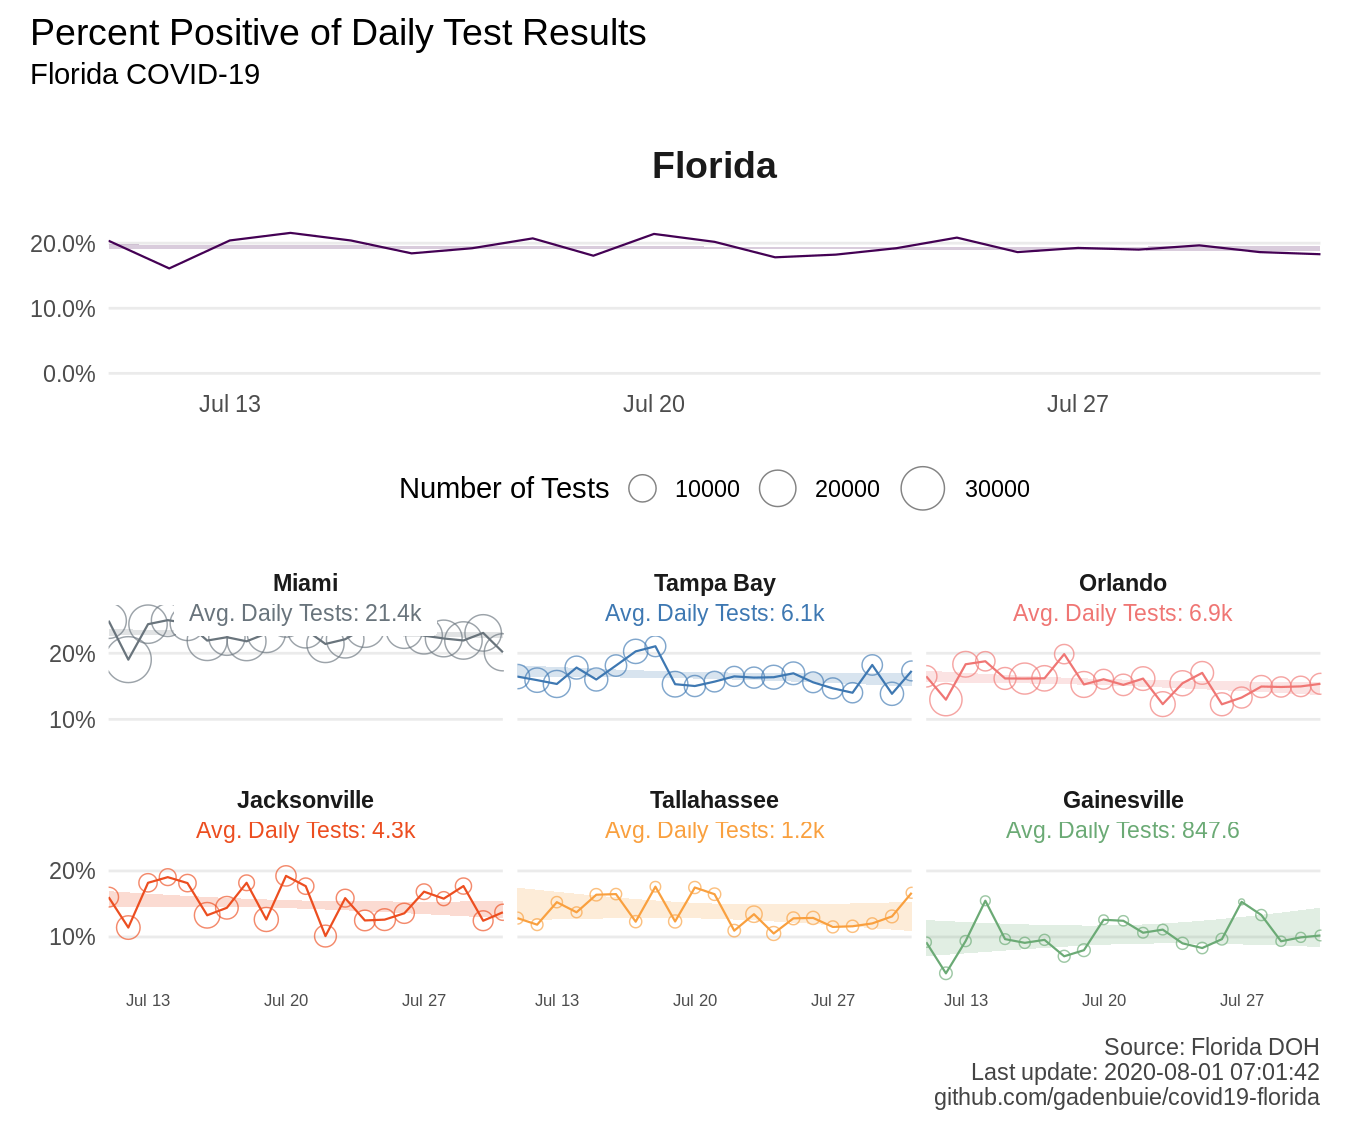 Percent Positive of Daily Test Results
Florida COVID-19
Florida
20.0%
10.0%
0.0%
Jul 13 Jul 20 Jul 27
Number of Tests 10000 20000 30000
Miami Tampa Bay Orlando
Avg. Daily Tests: 21.4k Avg. Daily Tests: 6.1k Avg. Daily Tests: 6.9k
20%
10%
Jacksonville Tallahassee Gainesville
Avg. Daily Tests: 4.3k Avg. Daily Tests: 1.2k Avg. Daily Tests: 847.6
20%
10%
Jul 13 Jul 20 Jul 27 Jul 13 Jul 20 Jul 27 Jul 13 Jul 20 Jul 27
Source: Florida DOH
Last update: 2020-08-01 07:01:42
github.com/gadenbuie/covid19-florida